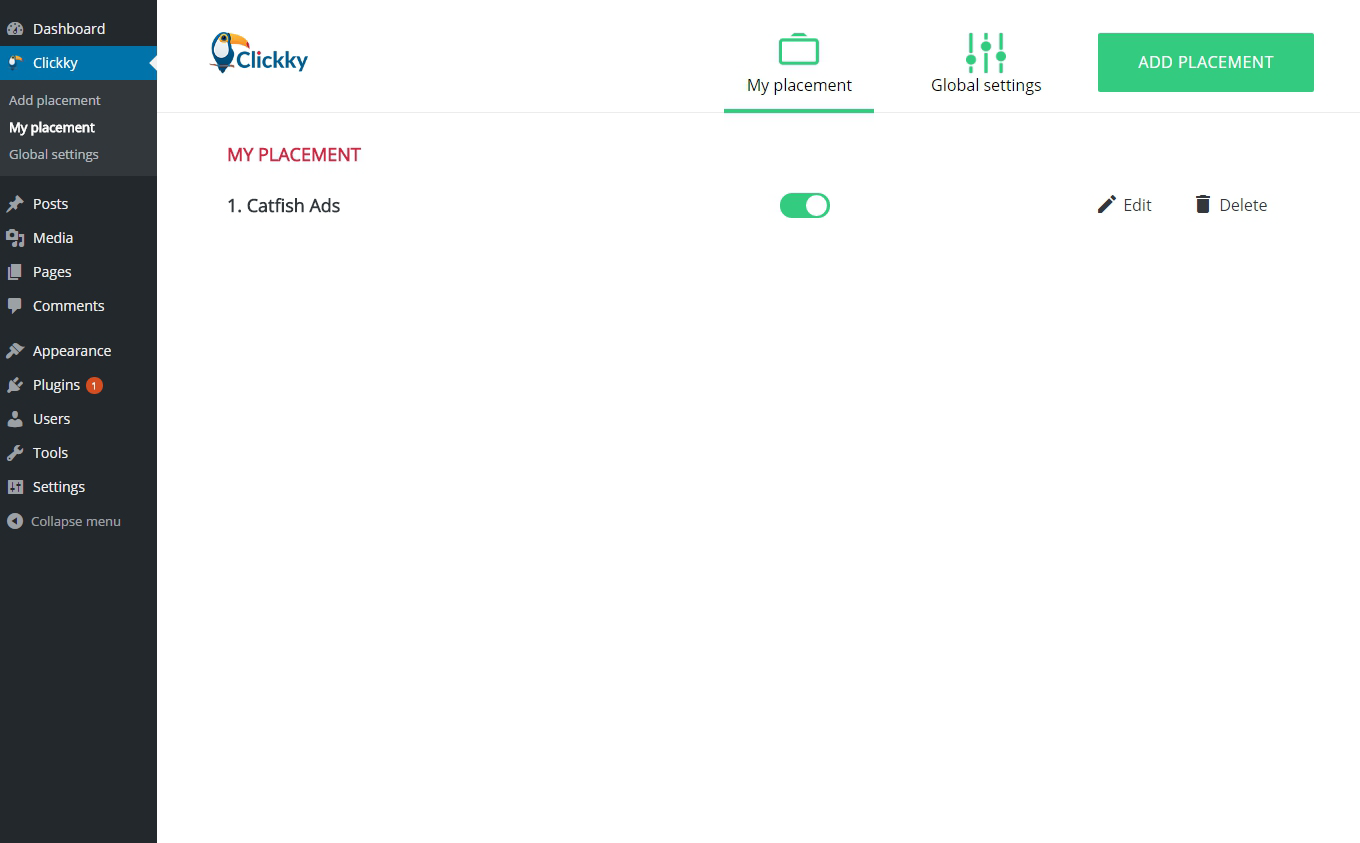 Dashboard
Clickky
Add placement
My placement
Global settings
Posts
Media
Pages
Comments
Appearance
Plugins 1
Users
Tools
Settings
Collapse menu
Clickky
My placement
Global settings
ADD PLACEMENT
MY PLACEMENT
1. Catfish Ads
Edit
Delete